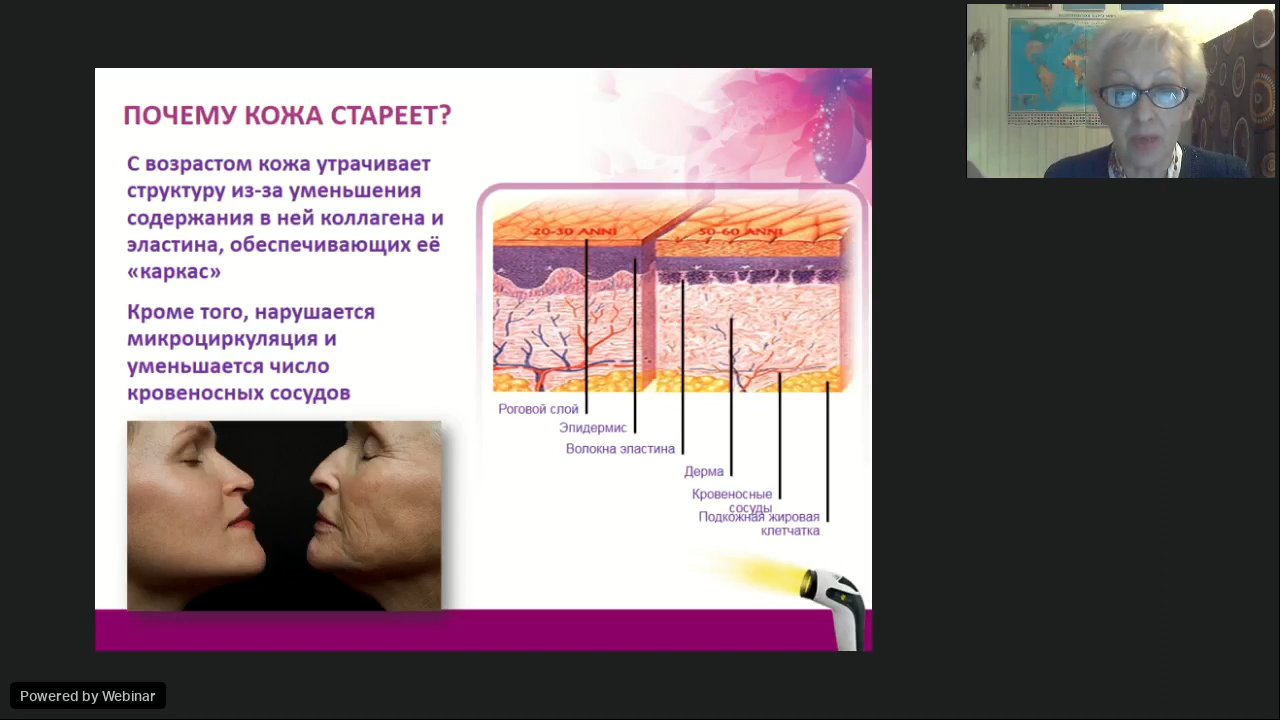 ПОЧЕМУ КОЖА СТАРЕЕТ?
С возрастом кожа утрачивает
структуру из-за уменьшения
содержания в ней коллагена и
эластина, обеспечивающих её
«каркас»
Кроме того, нарушается
микроциркуляция и
уменьшается число
кровеносных сосудов
20-30 ANNI
50-60 ANNI
Роговой слой
Эпидермис
Волокна эластина
Дерма
Кровеносные
сосуды
Подкожная жировая
клетчатка
Powered by Webinar